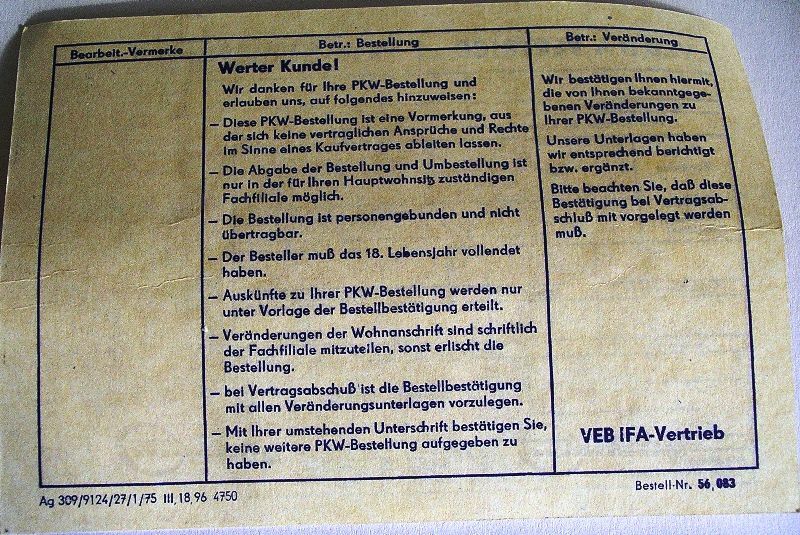 Bearbeit.-Vermerke
Betr.: Bestellung
Betr.: Veränderung
Werter Kunde!
Wir danken für Ihre PKW-Bestellung und
erlauben uns, auf folgendes hinzuweisen:
– Diese PKW-Bestellung ist eine Vormerkung, aus
der sich keine vertraglichen Ansprüche und Rechte
im Sinne eines Kaufvertrages ableiten lassen.
– Die Abgabe der Bestellung und Umbestellung ist
nur in der für Ihren Hauptwohnsitz zuständigen
Fachfiliale möglich.
– Die Bestellung ist personengebunden und nicht
übertragbar.
– Der Besteller muß das 18. Lebensjahr vollendet
haben.
– Auskünfte zu Ihrer PKW-Bestellung werden nur
unter Vorlage der Bestellbestätigung erteilt.
– Veränderungen der Wohnanschrift sind schriftlich
der Fachfiliale mitzuteilen, sonst erlischt die
Bestellung.
– bei Vertragsabschuß ist die Bestellbestätigung
mit allen Veränderungsunterlagen vorzulegen.
– Mit Ihrer umstehenden Unterschrift bestätigen Sie,
keine weitere PKW-Bestellung aufgegeben zu
haben.
Wir bestätigen Ihnen hiermit,
die von Ihnen bekanntgege-
benen Veränderungen zu
Ihrer PKW-Bestellung.
Unsere Unterlagen haben
wir entsprechend berichtigt
bzw. ergänzt.
Bitte beachten Sie, daß diese
Bestätigung bei Vertragsab-
schluß mit vorgelegt werden
muß.
VEB IFA-Vertrieb
Ag 309/9124/27/1/75 III,18,96 4750
Bestell-Nr. 56,083